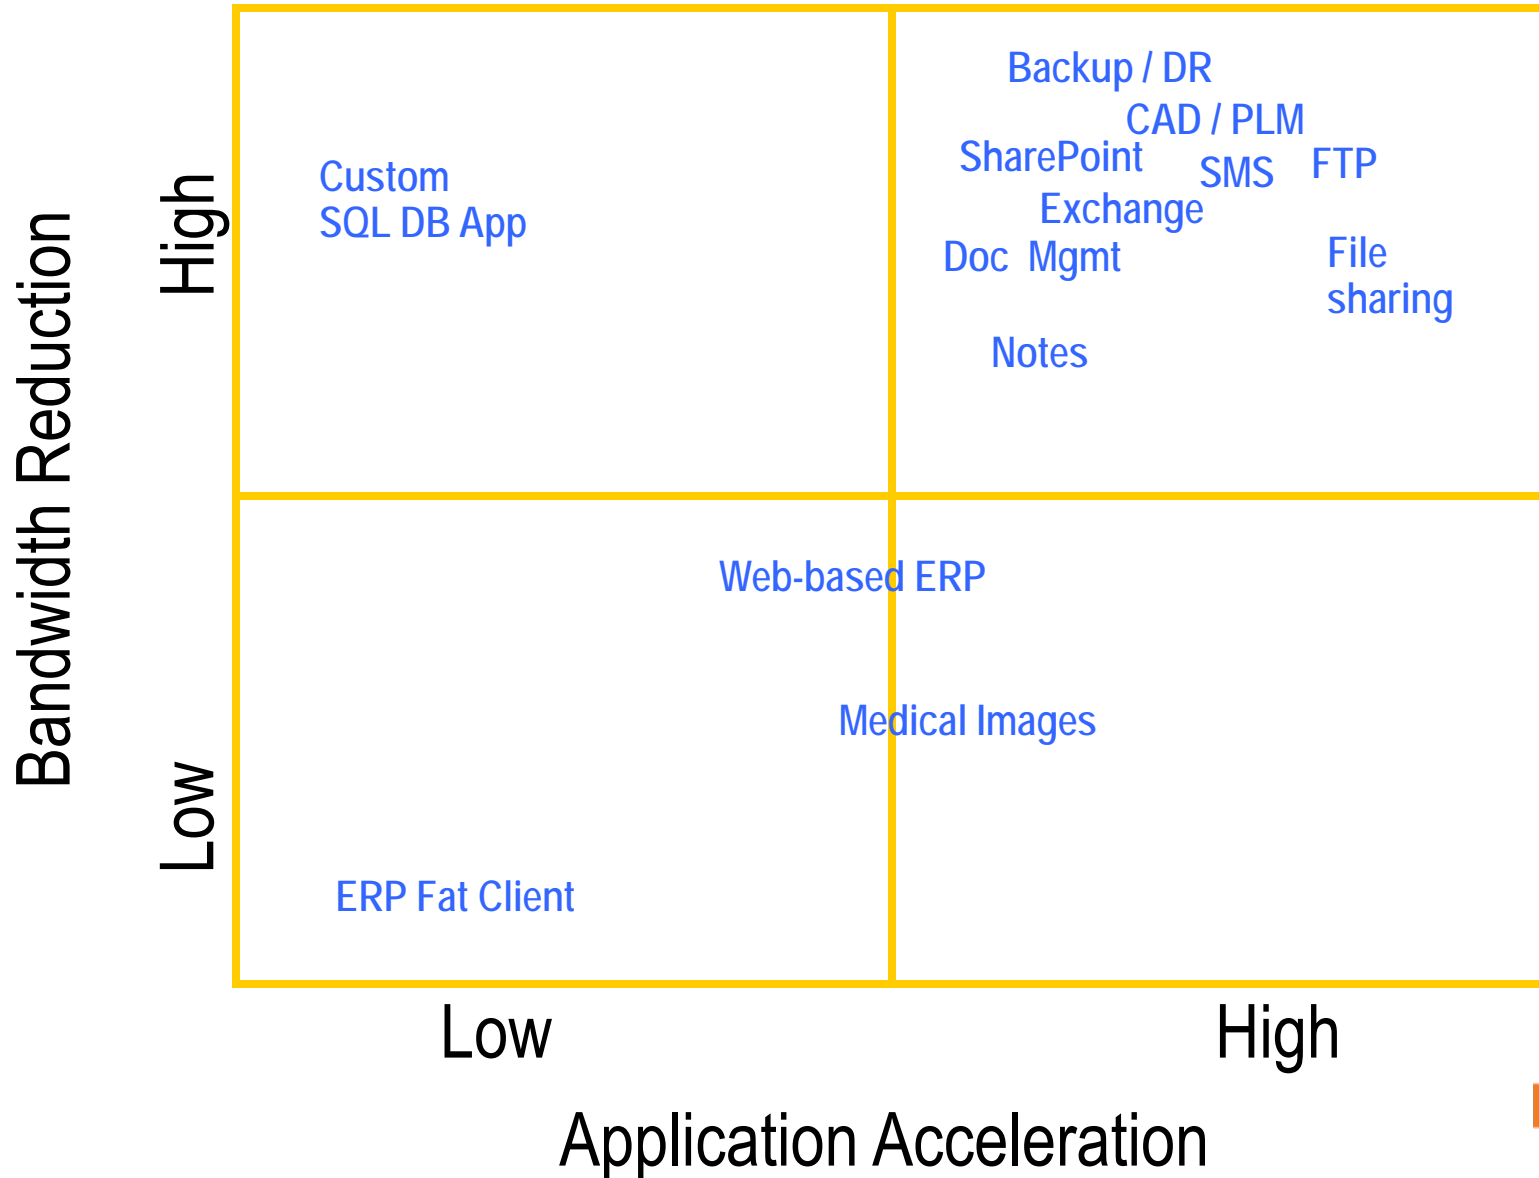 Backup / DR
CAD / PLM
SharePoint
SMS
FTP
Custom
SQL DB App
Exchange
Doc Mgmt
File
sharing
Notes
High
Bandwidth Reduction
Web-based ERP
Medical Images
Low
ERP Fat Client
Low
High
Application Acceleration